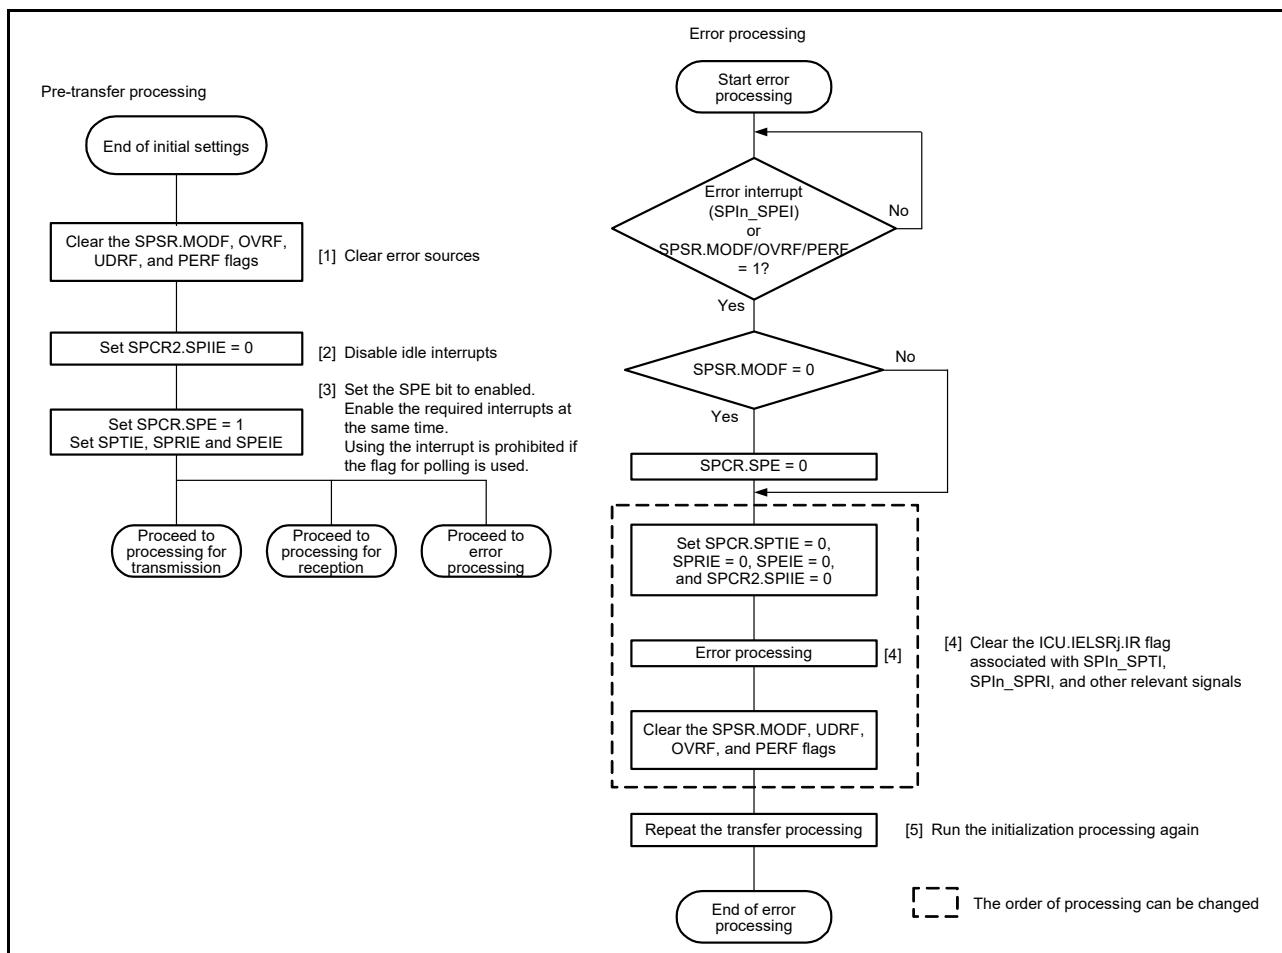 Pre-transfer processing
End of initial settings
Clear the SPSR.MODF, OVRF,
UDRF, and PERF flags
[1] Clear error sources
Set SPCR2.SPIIE = 0
[2] Disable idle interrupts
Set SPCR.SPE = 1
Set SPTIE, SPRIE and SPEIE
[3] Set the SPE bit to enabled.
Enable the required interrupts at
the same time.
Using the interrupt is prohibited if
the flag for polling is used.
Proceed to
processing for
transmission
Proceed to
processing for
reception
Proceed to
error
processing
Error processing
Start error
processing
Error interrupt
(SPIn_SPEI)
or
SPSR.MODF/OVRF/PERF
= 1?
No
Yes
SPSR.MODF = 0
No
Yes
SPCR.SPE = 0
Set SPCR.SPTIE = 0,
SPRIE = 0, SPEIE = 0,
and SPCR2.SPIIE = 0
Error processing
[4]
[4] Clear the ICU.IELSRj.IR flag
associated with SPIn_SPTI,
SPIn_SPRI, and other relevant signals
Clear the SPSR.MODF, UDRF,
OVRF, and PERF flags
Repeat the transfer processing
[5] Run the initialization processing again
End of error
processing
The order of processing can be changed